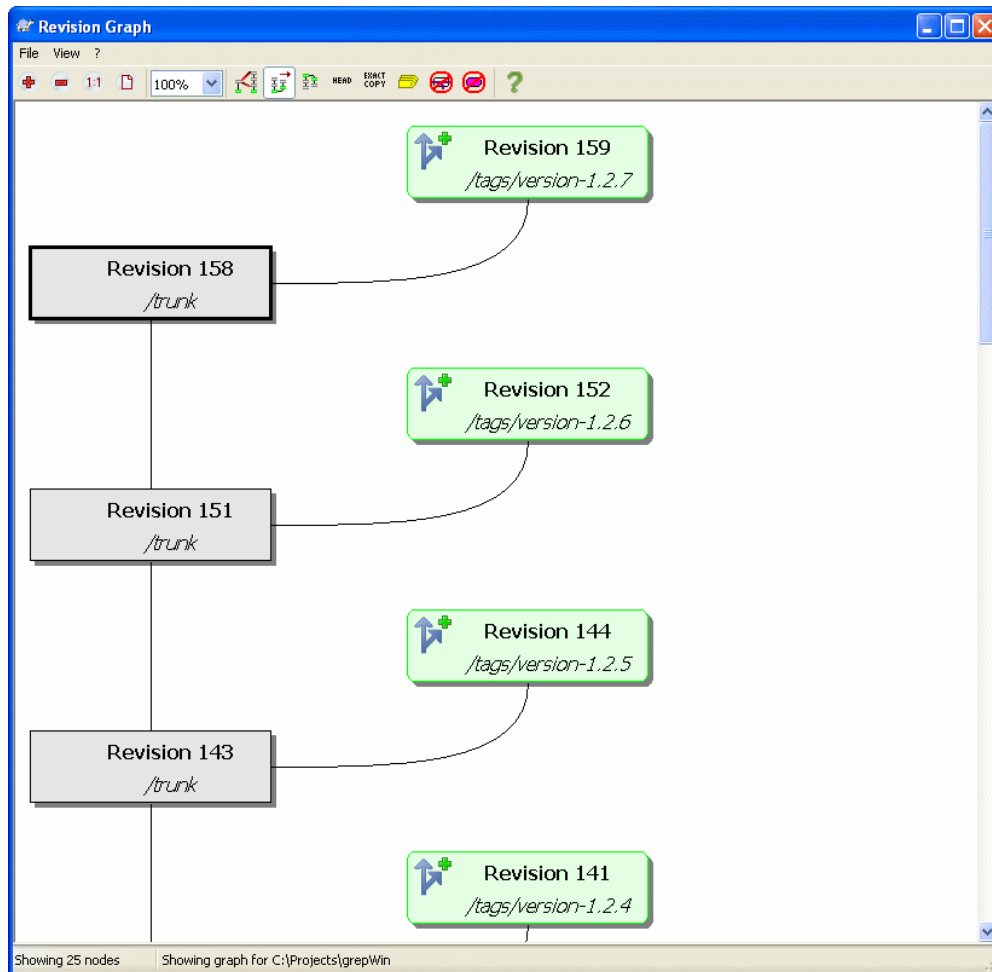 Revision Graph
File View ?
1:1 100% HEAD EXACT COPY ?
Revision 159
/tags/version-1.2.7
Revision 158
/trunk
Revision 152
/tags/version-1.2.6
Revision 151
/trunk
Revision 144
/tags/version-1.2.5
Revision 143
/trunk
Revision 141
/tags/version-1.2.4
Showing 25 nodes Showing graph for C:\Projects\grepWin